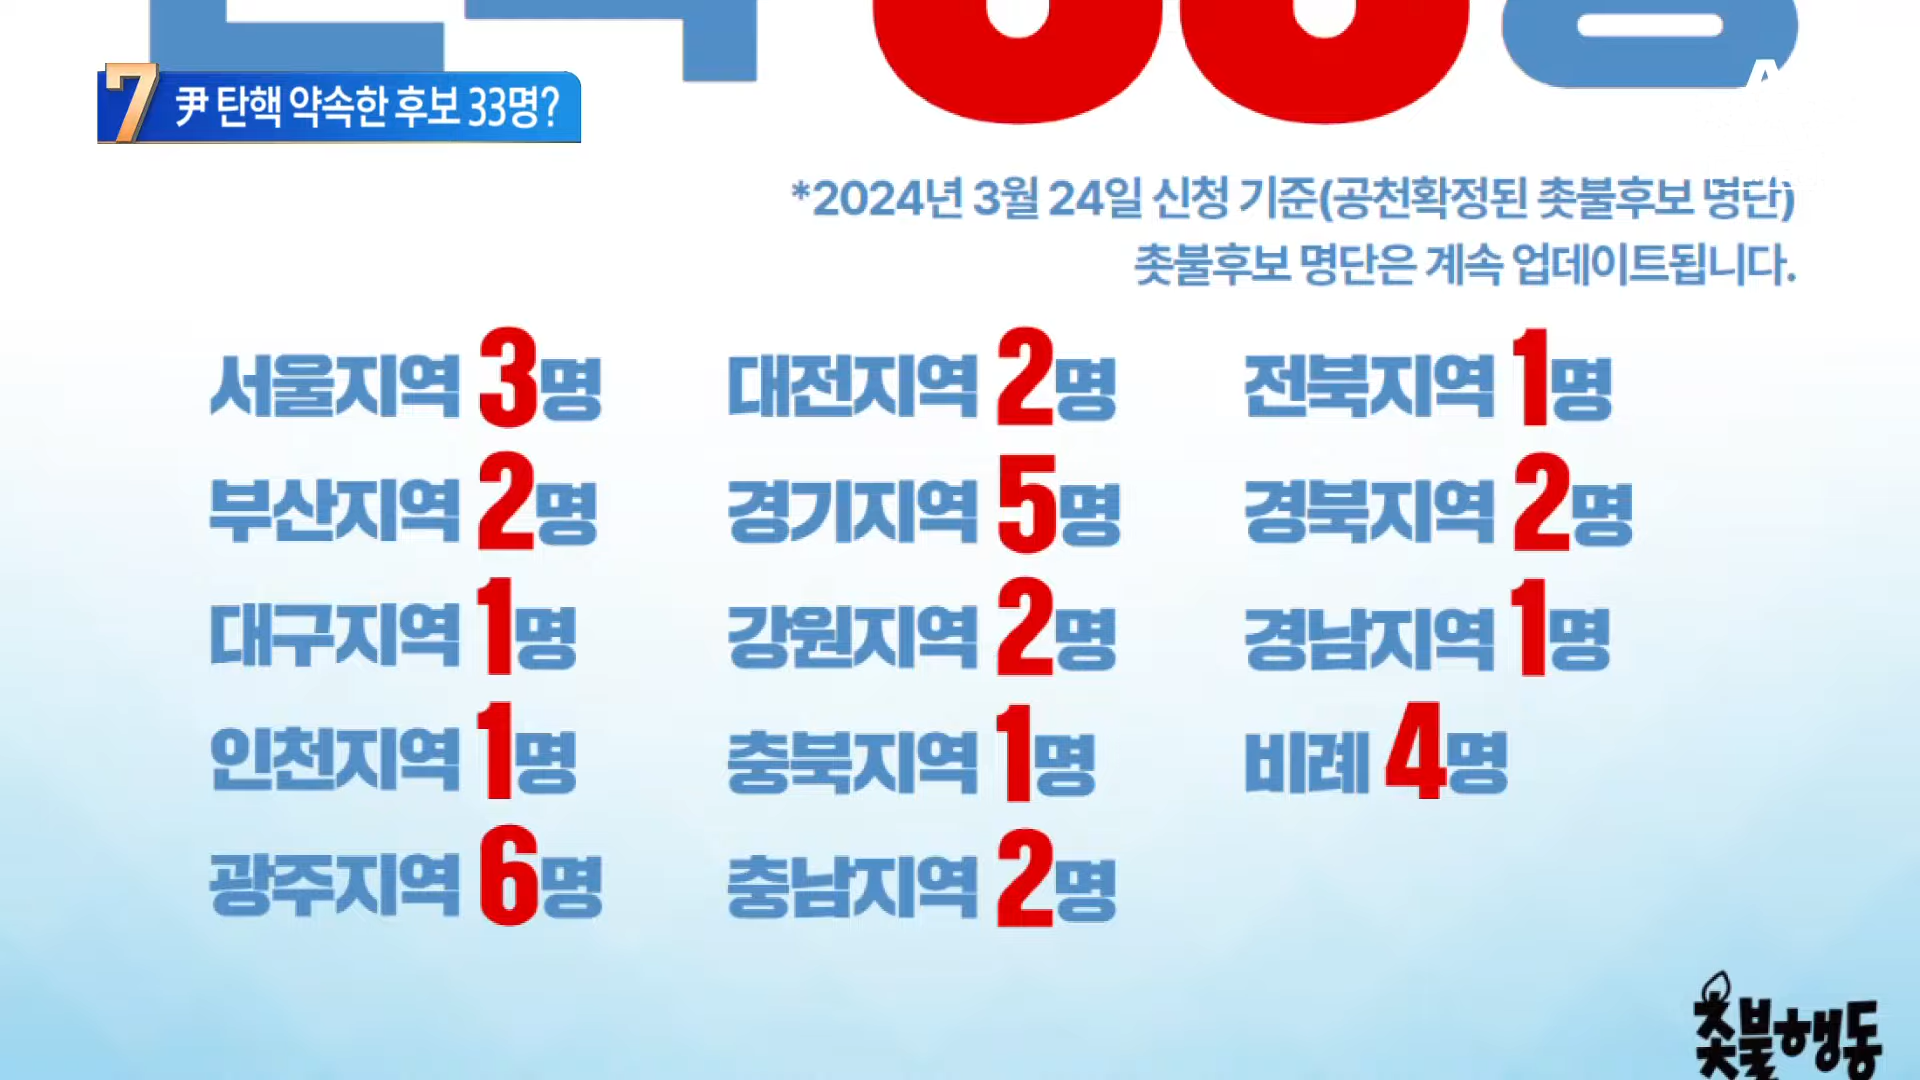 7 尹 탄핵 약속한 후보 33명?
*2024년 3월 24일 신청 기준(공천확정된 촛불후보 명단)
촛불후보 명단은 계속 업데이트됩니다.
서울지역 3명
부산지역 2명
대구지역 1명
인천지역 1명
광주지역 6명
대전지역 2명
경기지역 5명
강원지역 2명
충북지역 1명
충남지역 2명
전북지역 1명
경북지역 2명
경남지역 1명
비례 4명
촛불행동